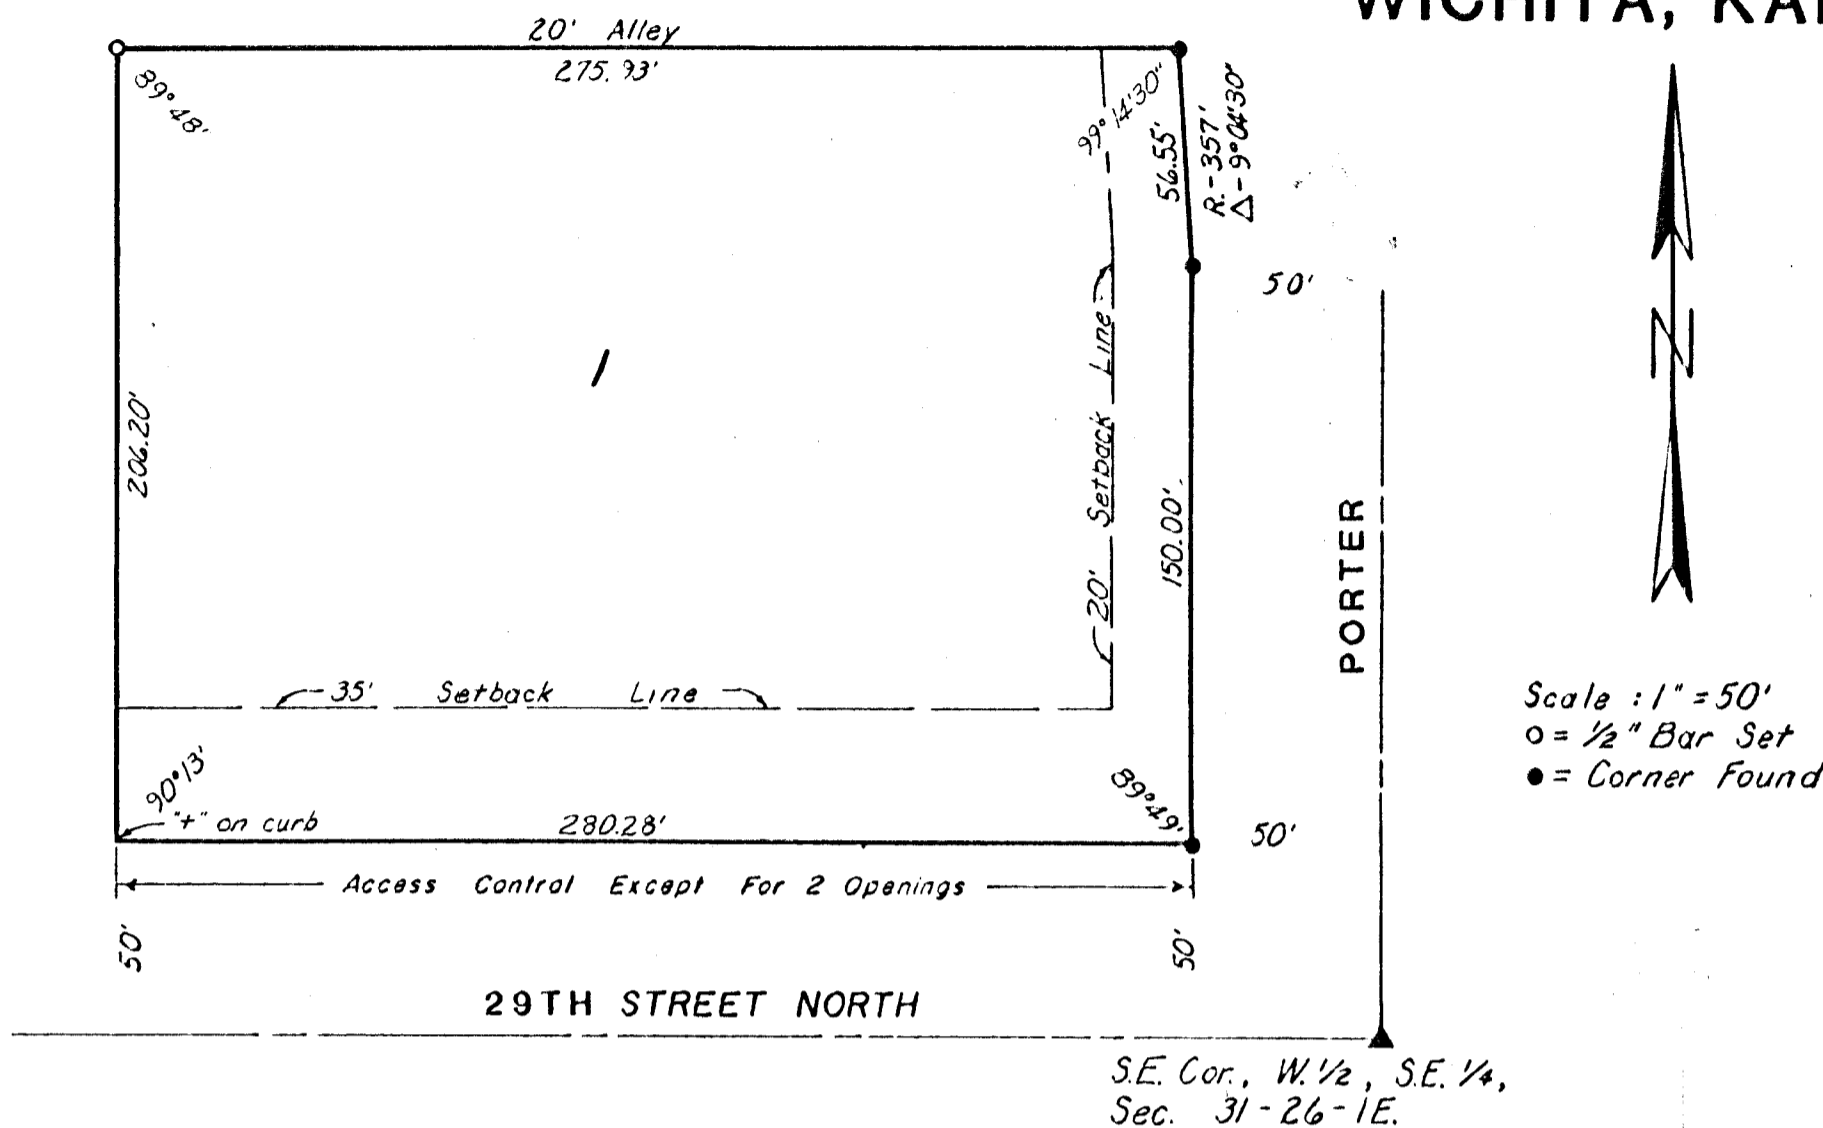 WICHITA, KA
20' Alley
275.93'
89°48'
99°14'30"
56.55'
R.-357'
Δ-9°04'30"
50'
N
1
206.20'
20' Setback Line
150.00'
PORTER
35' Setback Line
Scale : 1" = 50'
o = ½" Bar Set
● = Corner Found
90°13'
"+" on curb
280.28'
89°49'
50'
Access Control Except For 2 Openings
50'
50'
29TH STREET NORTH
S.E. Cor., W.½, S.E.¼,
Sec. 31-26-1E.